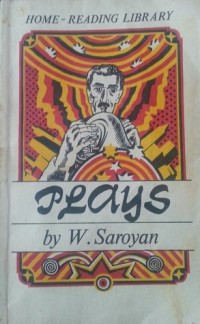 HOME-READING LIBRARY
PLAYS
by W. Saroyan